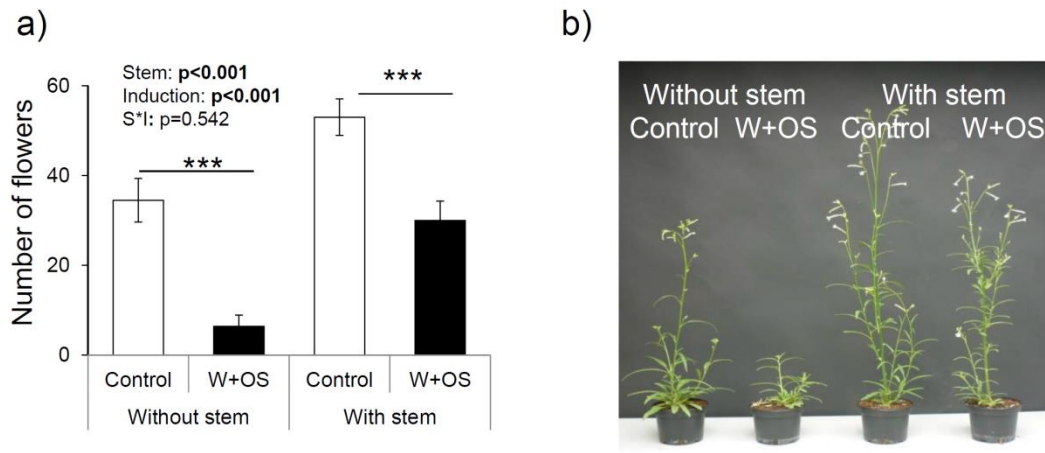 a)
Stem: p<0.001
Induction: p<0.001
S*I: p=0.542
***
***
Number of flowers
60
40
20
0
Control W+OS Control W+OS
Without stem With stem
b)
Without stem With stem
Control W+OS Control W+OS